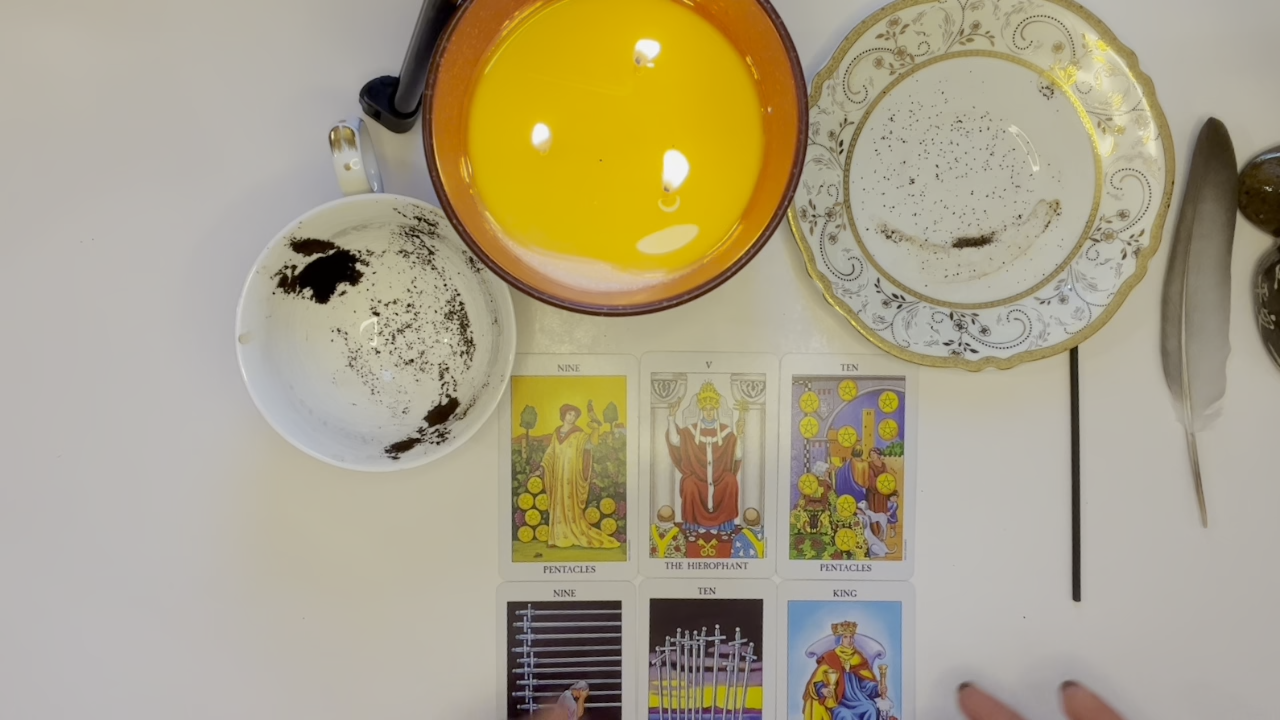 NINE
V
TEN
PENTACLES
THE HIEROPHANT
PENTACLES
NINE
TEN
KING